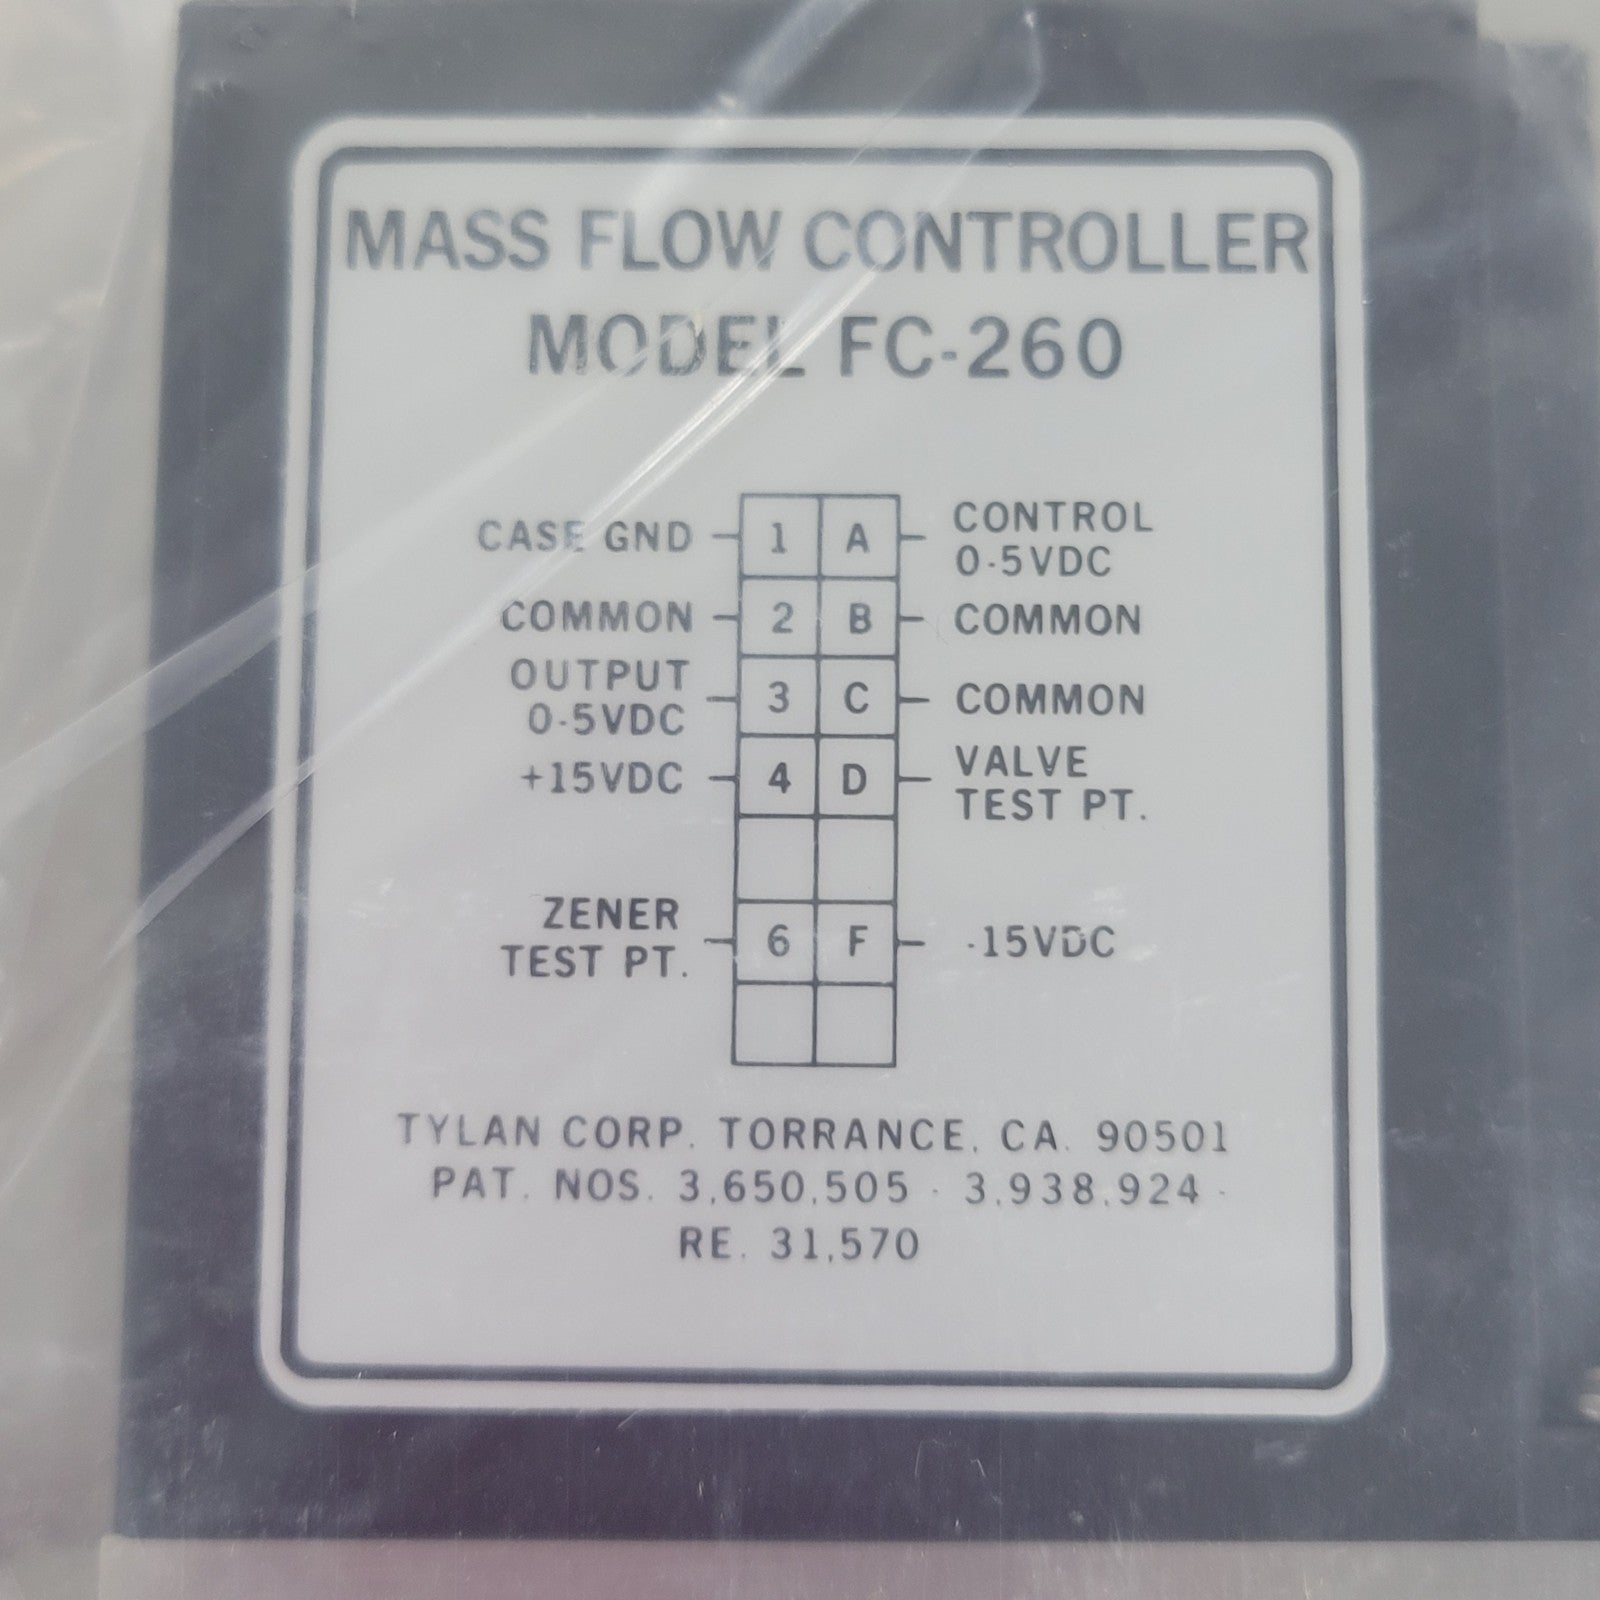 MASS FLOW CONTROLLER
MODEL FC-260
CASE GND 1 A CONTROL 0-5VDC
COMMON 2 B COMMON
OUTPUT 0-5VDC 3 C COMMON
+15VDC 4 D VALVE TEST PT.
ZENER TEST PT. 6 F -15VDC
TYLAN CORP. TORRANCE, CA. 90501
PAT. NOS. 3,650,505 - 3,938,924 -
RE. 31,570